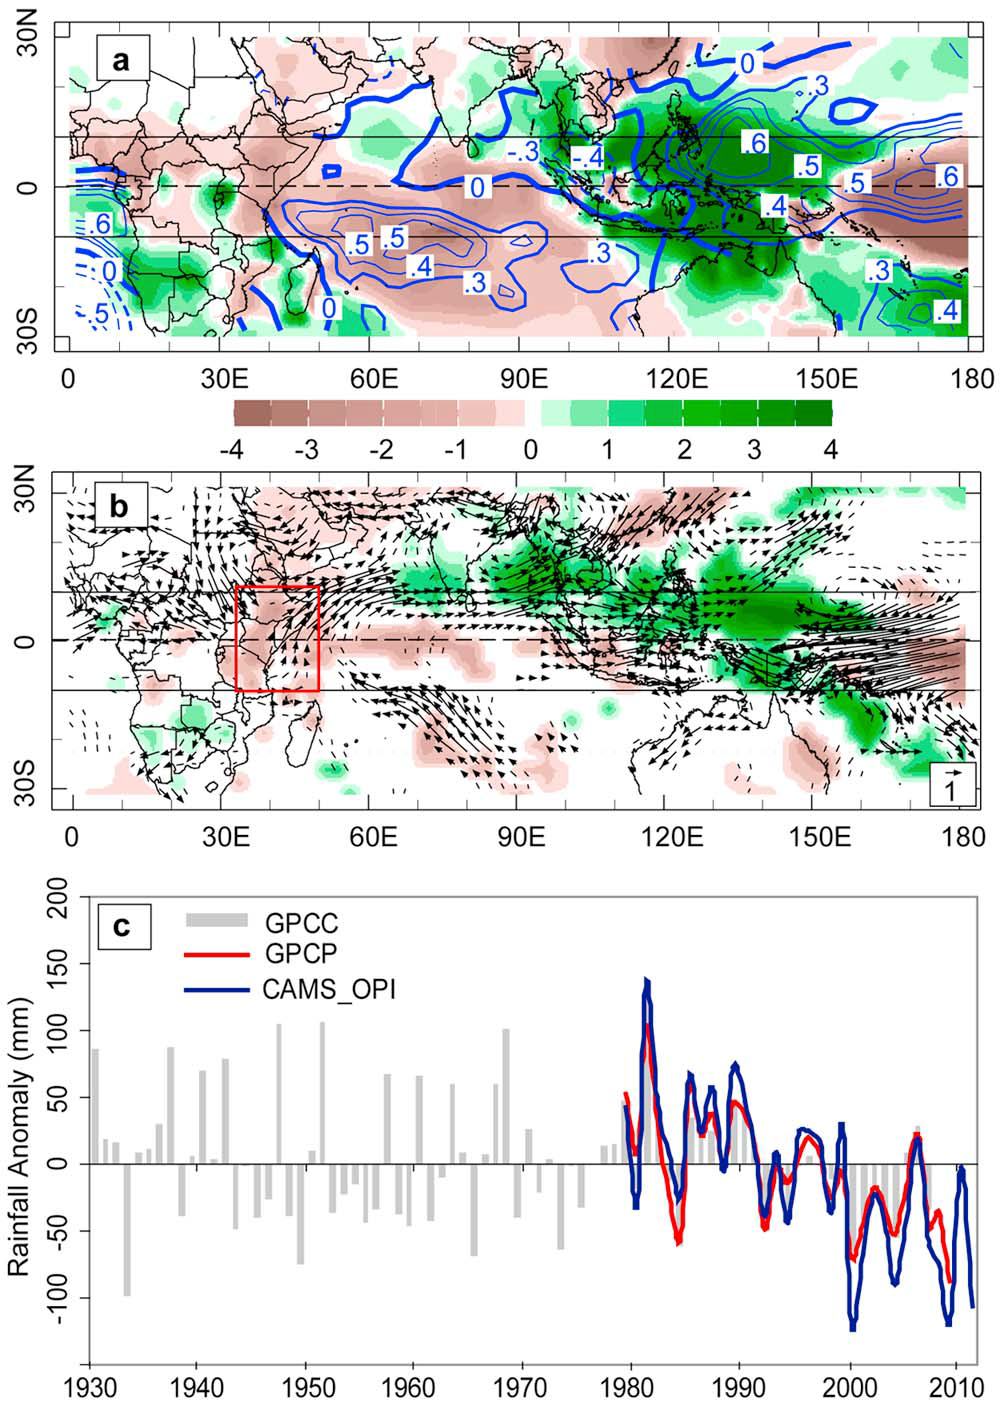 30N
a
0
.3
-.3
-.4
.6
.5
0
.5
.6
.6
.4
.5
.5
.4
.3
.3
0
.3
0
.5
.4
0
30S
0
30E
60E
90E
120E
150E
180
-4
-3
-2
-1
0
1
2
3
4
30N
b
0
30S
1
0
30E
60E
90E
120E
150E
180
Rainfall Anomaly (mm)
200
150
100
50
0
-50
-100
c
GPCC
GPCP
CAMS_OPI
1930
1940
1950
1960
1970
1980
1990
2000
2010